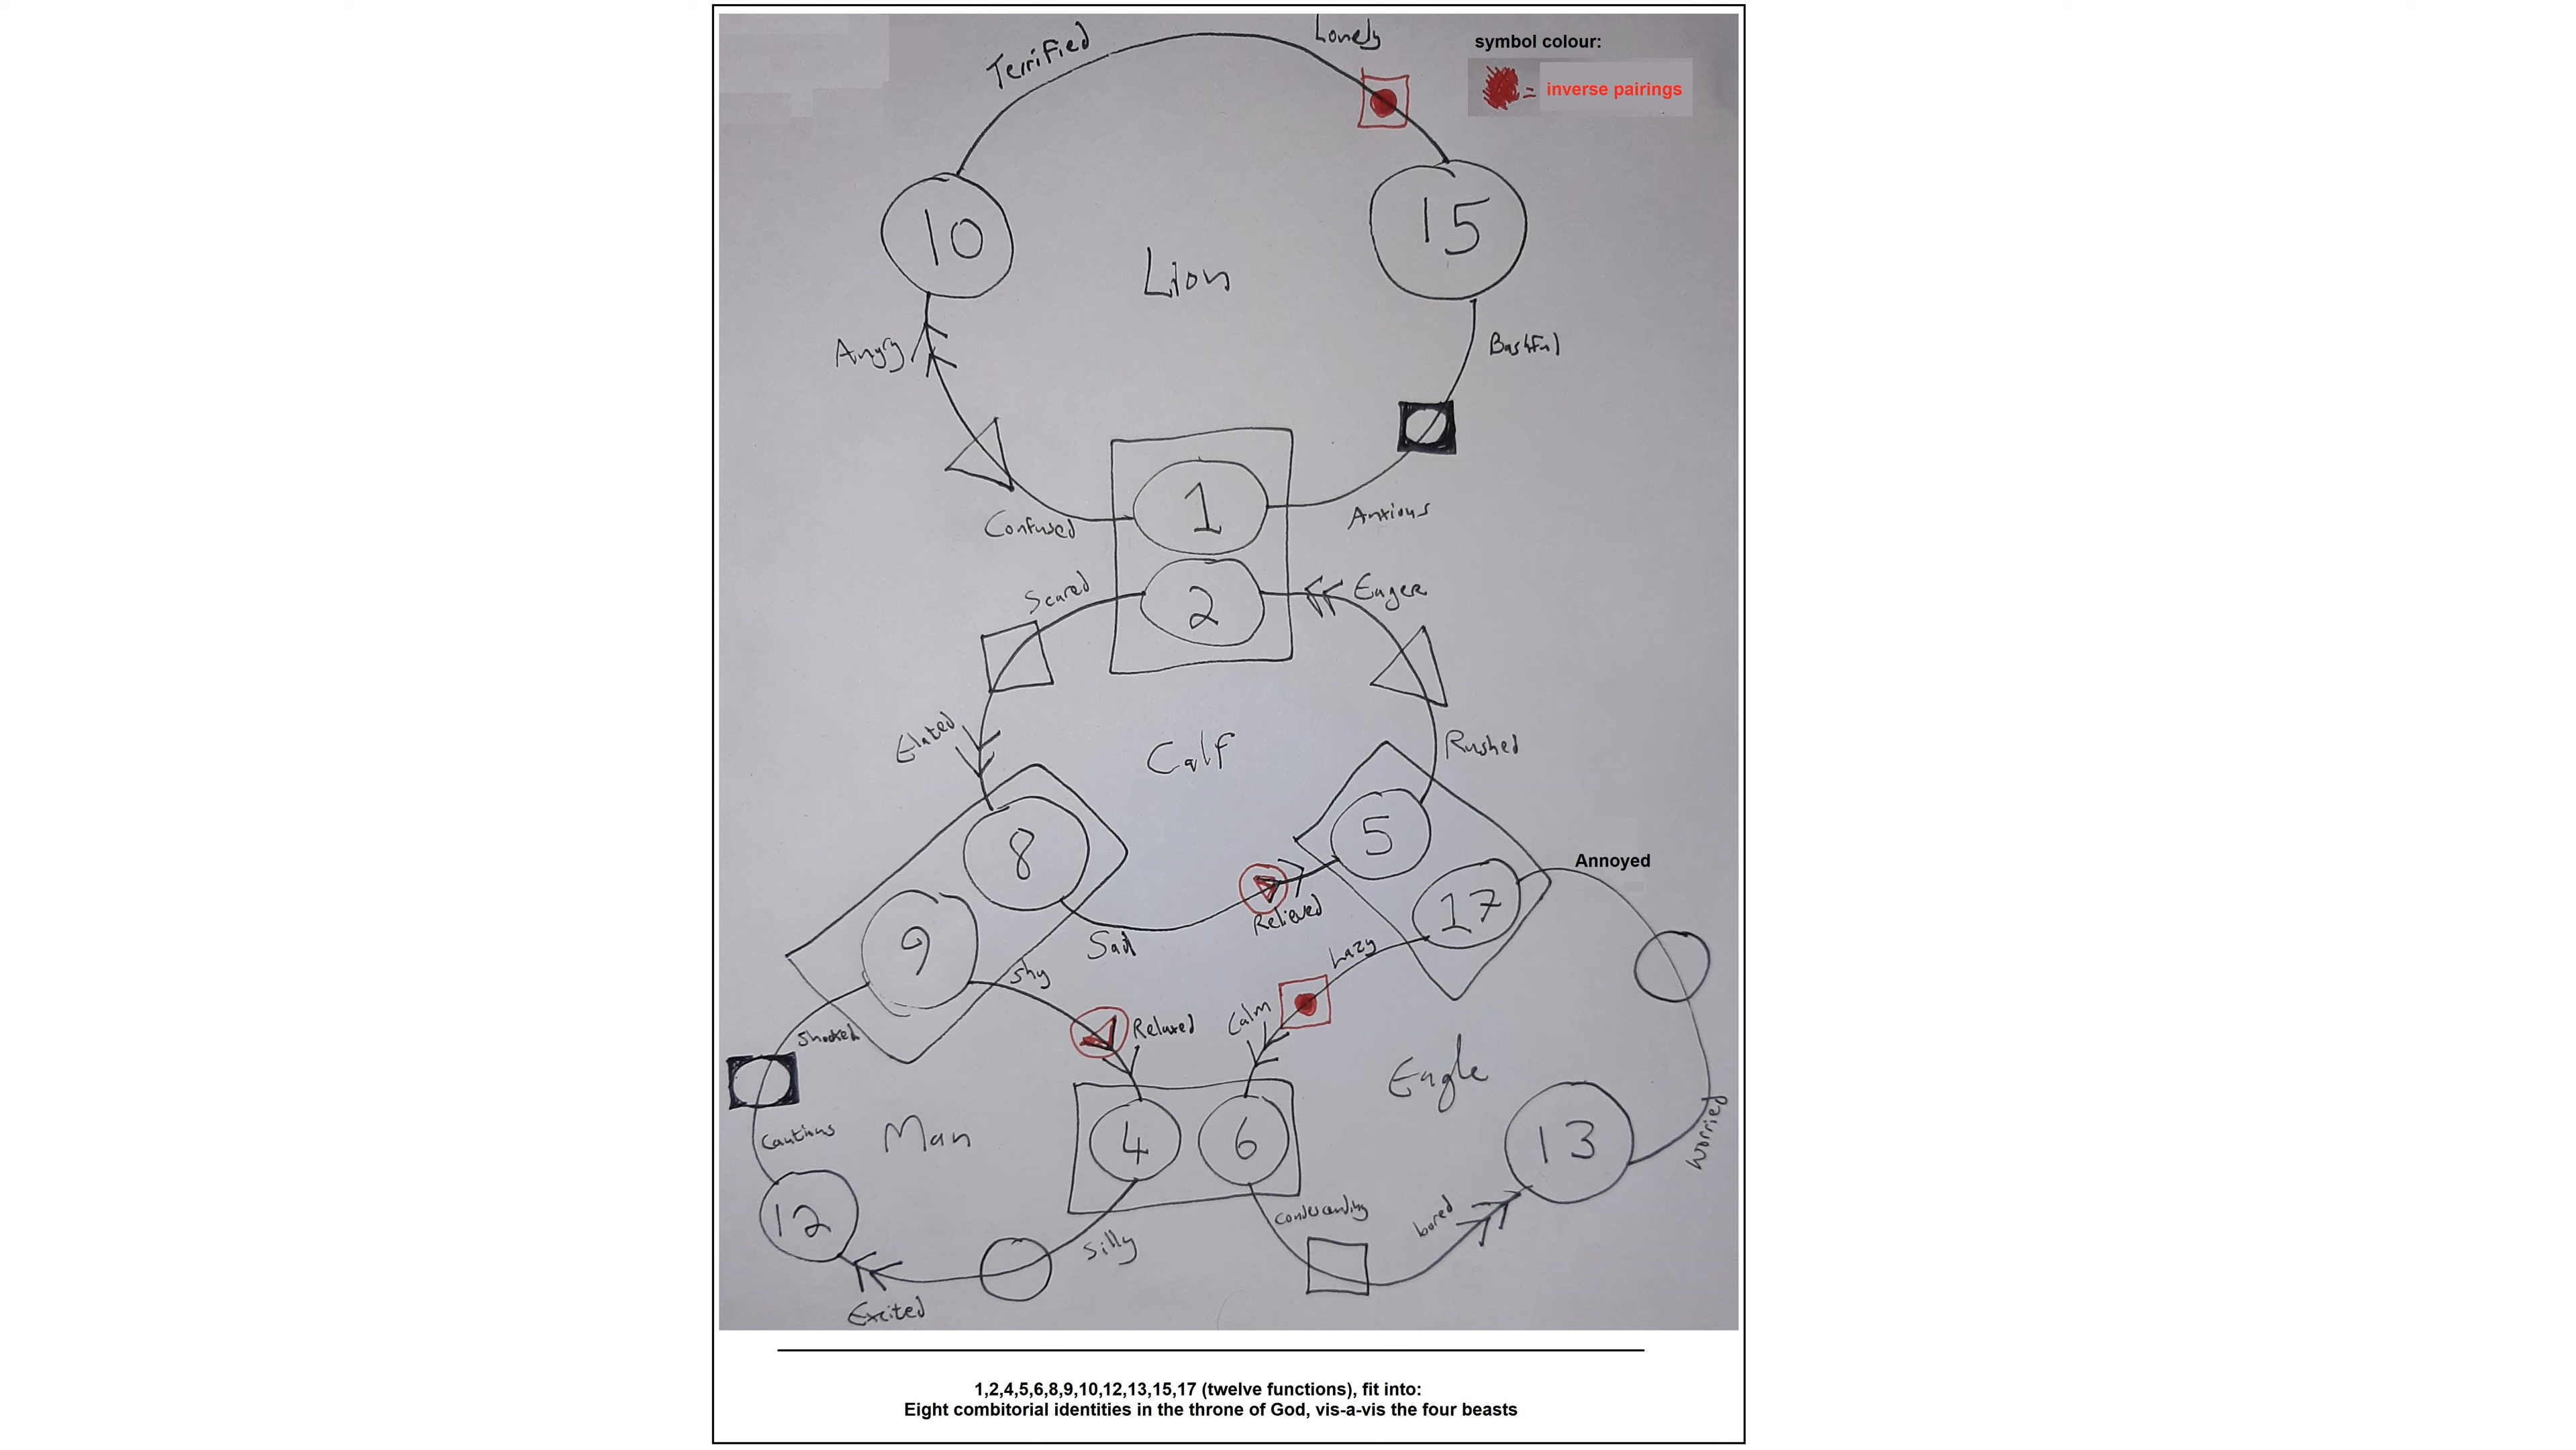 Terrified
Lonely
symbol colour:
= inverse pairings
10
15
Lion
Angry
Bashful
1
Confused
Anxious
Scared
2
Eager
Elated
Calf
Rushed
8
5
Annoyed
Relieved
17
9
Sad
Lazy
Shy
Calm
Relaxed
Shocked
Eagle
Cautious
Man
4
6
13
Worried
12
Condescending
bored
Silly
Excited
1,2,4,5,6,8,9,10,12,13,15,17 (twelve functions), fit into:
Eight combitorial identities in the throne of God, vis-a-vis the four beasts